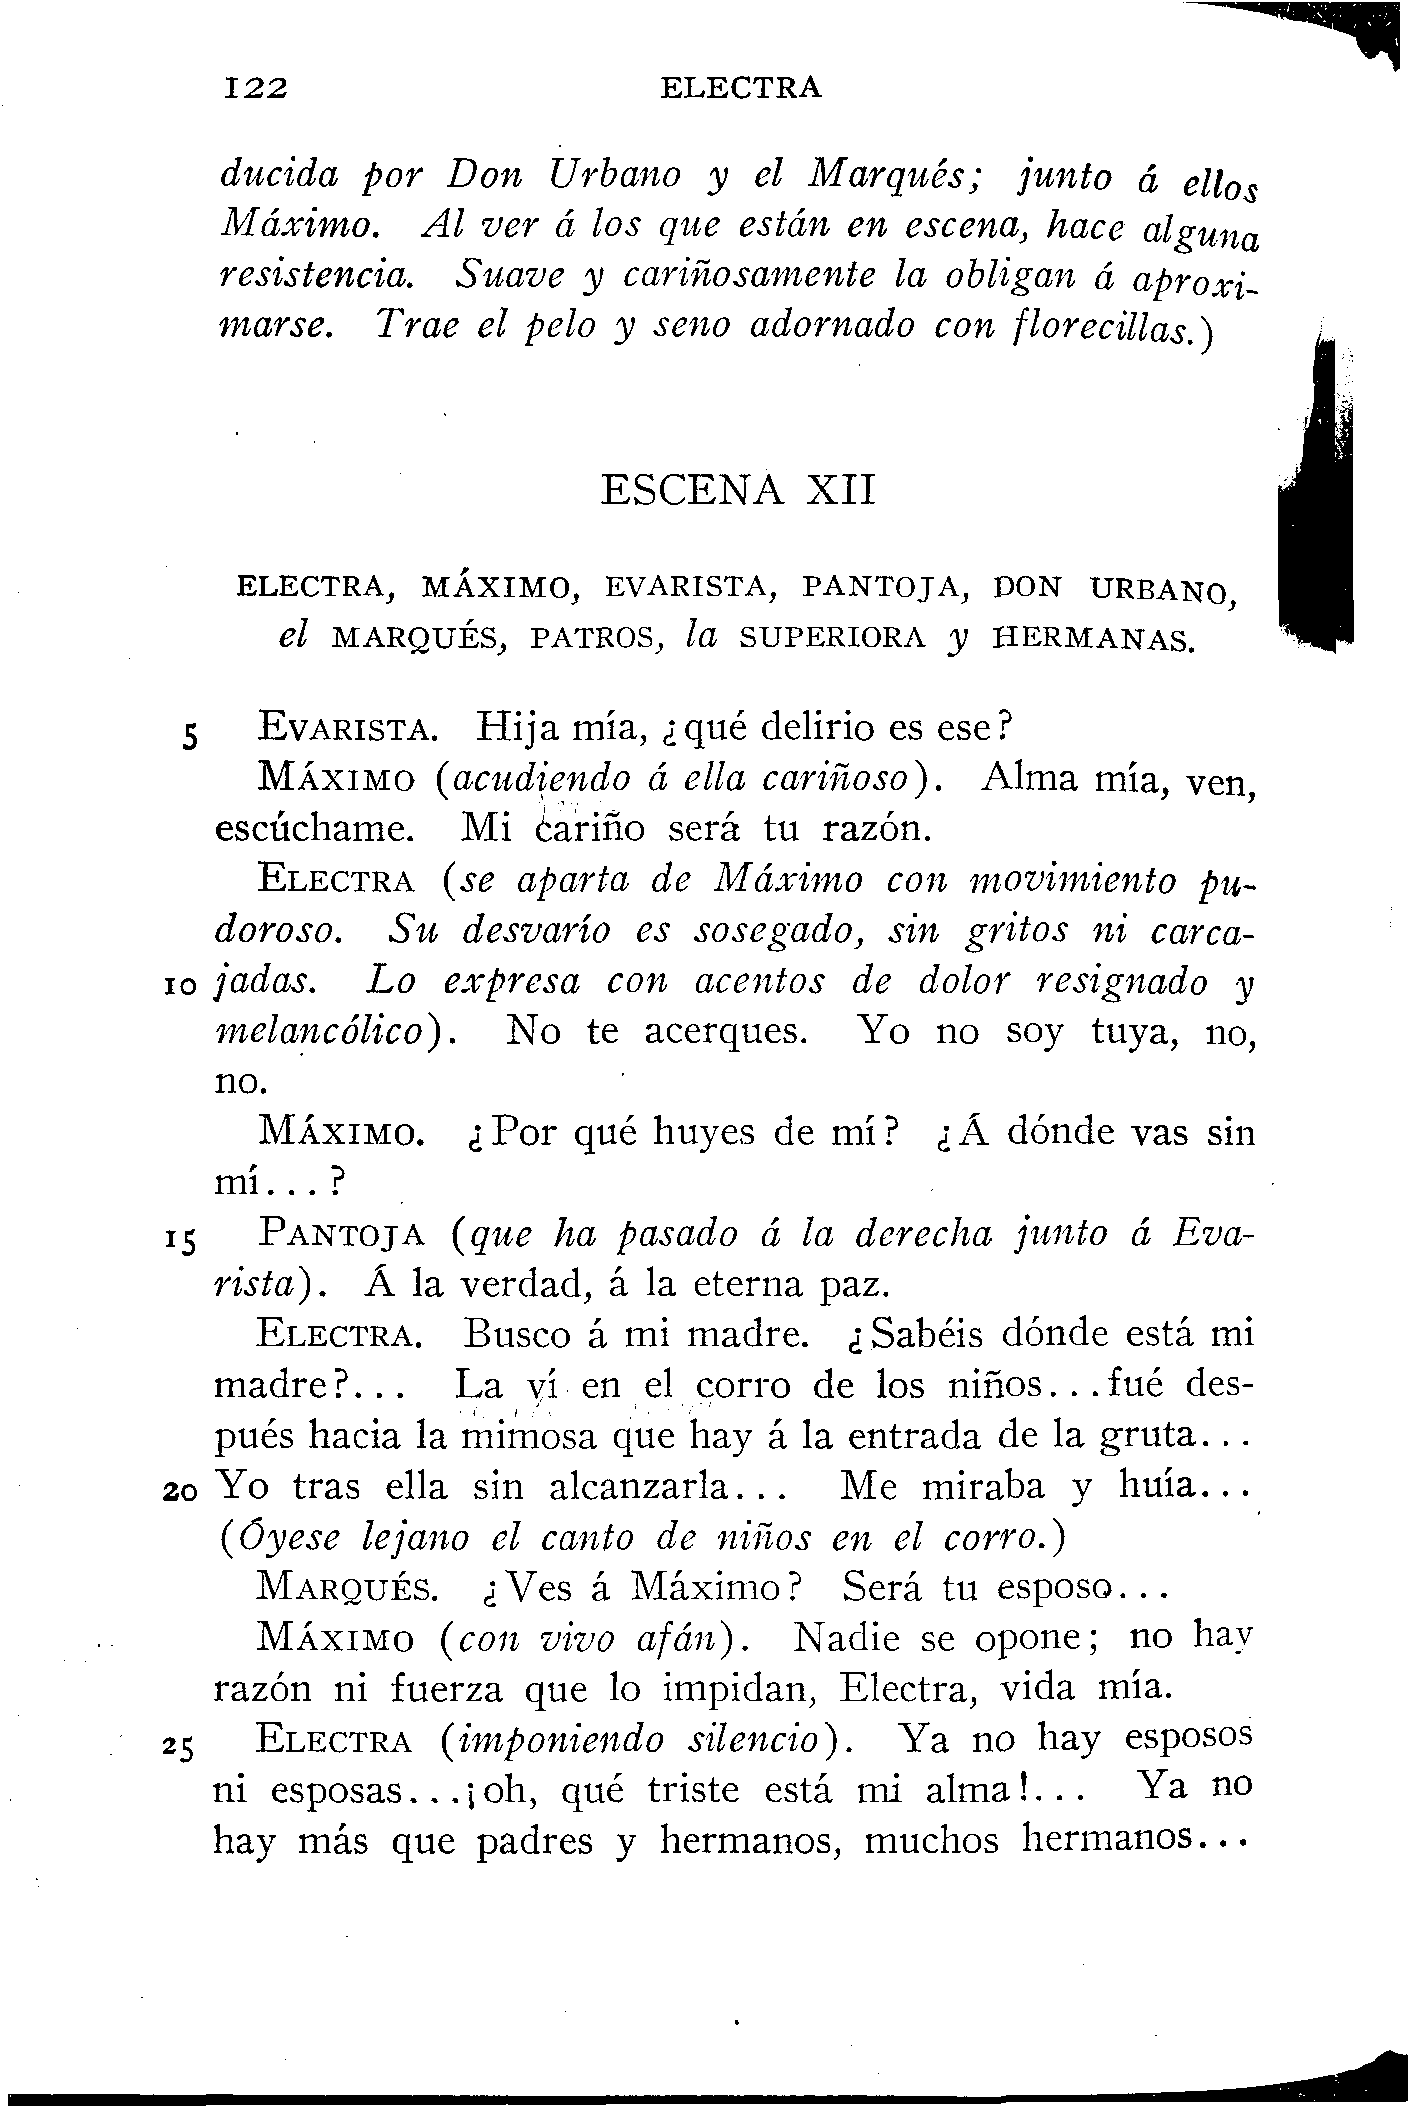 122 ELECTRA
ducida por Don Urbano y el Marqués; junto á ellos
Máximo. Al ver á los que están en escena, hace alguna
resistencia. Suave y cariñosamente la obligan á aproxi-
marse. Trae el pelo y seno adornado con florecillas.)
ESCENA XII
ELECTRA, MÁXIMO, EVARISTA, PANTOJA, DON URBANO,
el MARQUÉS, PATROS, la SUPERIORA y HERMANAS.
5 EVARISTA. Hija mía, ¿qué delirio es ese?
MÁXIMO (acudiendo á ella cariñoso). Alma mía, ven,
escúchame. Mi cariño será tu razón.
ELECTRA (se aparta de Máximo con movimiento pu-
doroso. Su desvarío es sosegado, sin gritos ni carca-
10 jadas. Lo expresa con acentos de dolor resignado y
melancólico). No te acerques. Yo no soy tuya, no,
no.
MÁXIMO. ¿Por qué huyes de mí? ¿Á dónde vas sin
mí...?
15 PANTOJA (que ha pasado á la derecha junto á Eva-
rista). Á la verdad, á la eterna paz.
ELECTRA. Busco á mi madre. ¿Sabéis dónde está mi
madre?... La ví en el corro de los niños...fué des-
pués hacia la mimosa que hay á la entrada de la gruta...
20 Yo tras ella sin alcanzarla... Me miraba y huía...
(Óyese lejano el canto de niños en el corro.)
MARQUÉS. ¿Ves á Máximo? Será tu esposo...
MÁXIMO (con vivo afán). Nadie se opone; no hay
razón ni fuerza que lo impidan, Electra, vida mía.
25 ELECTRA (imponiendo silencio). Ya no hay esposos
ni esposas...¡oh, qué triste está mi alma!... Ya no
hay más que padres y hermanos, muchos hermanos...